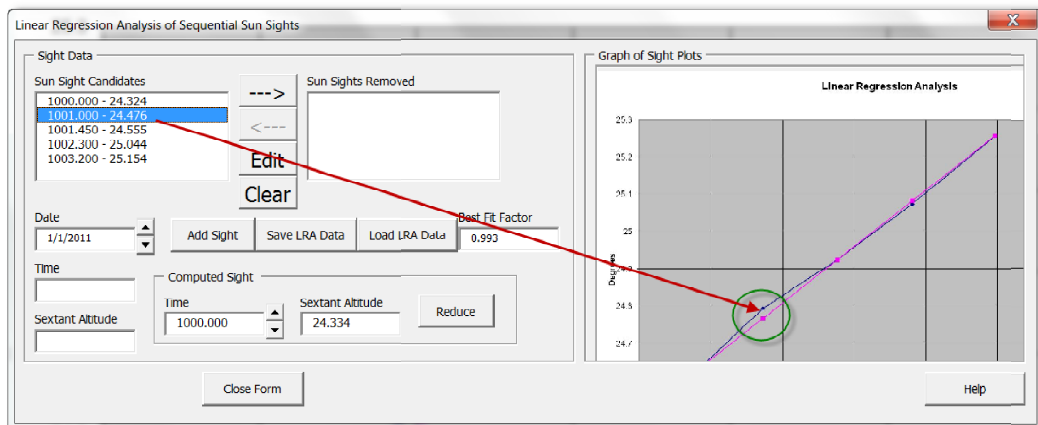 Linear Regression Analysis of Sequential Sun Sights
X
Sight Data
Sun Sight Candidates
1000.000 - 24.324
1001.000 - 24.476
1001.450 - 24.555
1002.300 - 25.044
1003.200 - 25.154
--->
<---
Edit
Clear
Sun Sights Removed
Date
1/1/2011
Add Sight
Save LRA Data
Load LRA Data
Best Fit Factor
0.993
Time
Sextant Altitude
Computed Sight
Time
1000.000
Sextant Altitude
24.334
Reduce
Close Form
Graph of Sight Plots
Linear Regression Analysis
25.3
25.2
25.1
25
24.9
24.8
24.7
Degrees
Help